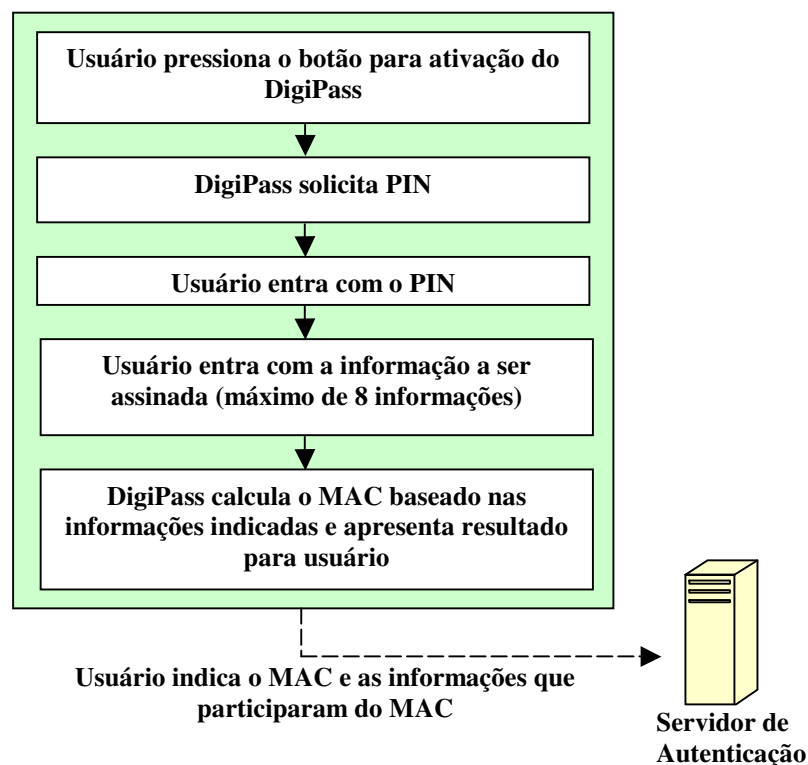 Usuário pressiona o botão para ativação do
DigiPass
DigiPass solicita PIN
Usuário entra com o PIN
Usuário entra com a informação a ser
assinada (máximo de 8 informações)
DigiPass calcula o MAC baseado nas
informações indicadas e apresenta resultado
para usuário
Usuário indica o MAC e as informações que
participaram do MAC
Servidor de
Autenticação